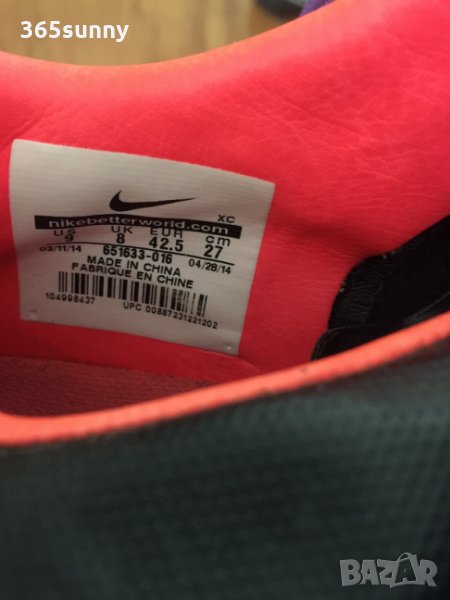 365sunny
XC
nikebetterworld.com
US UK EUR cm
9 8 42.5 27
03/11/14 651633-016 04/28/14
MADE IN CHINA
FABRIQUE EN CHINE
104998437
UPC 00887231221202
BAZAR